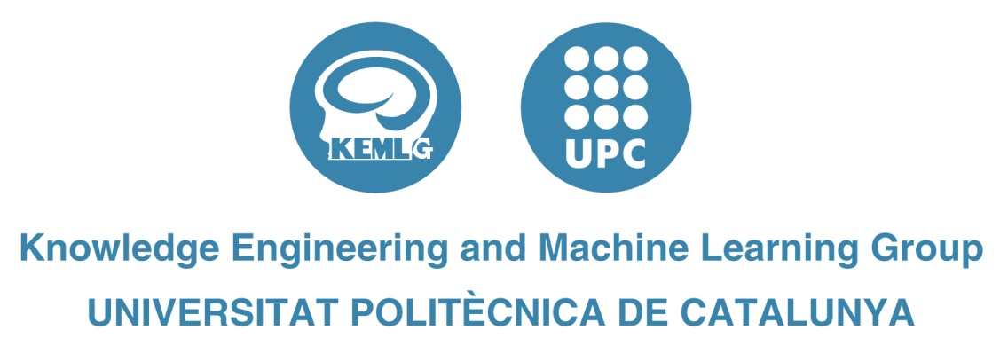 KEMLG
UPC
Knowledge Engineering and Machine Learning Group
UNIVERSITAT POLITÈCNICA DE CATALUNYA